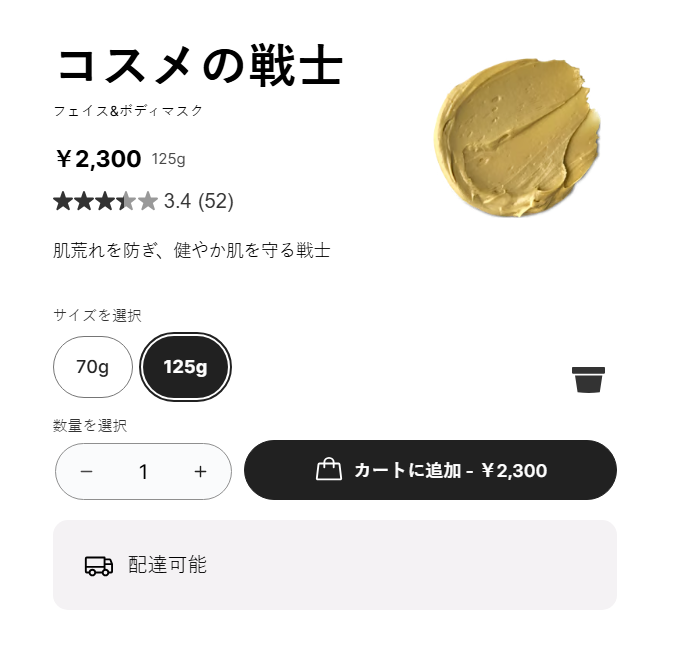 コスメの戦士
フェイス&ボディマスク
￥2,300 125g
3.4 (52)
肌荒れを防ぎ、健やか肌を守る戦士
サイズを選択
70g 125g
数量を選択
− 1 + カートに追加 - ￥2,300
配達可能